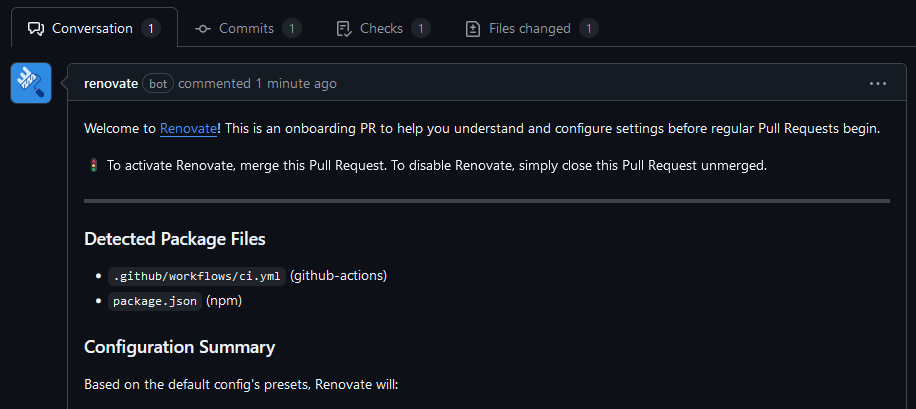 Conversation 1 Commits 1 Checks 1 Files changed 1
renovate bot commented 1 minute ago
Welcome to Renovate! This is an onboarding PR to help you understand and configure settings before regular Pull Requests begin.
🚦 To activate Renovate, merge this Pull Request. To disable Renovate, simply close this Pull Request unmerged.
Detected Package Files
• .github/workflows/ci.yml (github-actions)
• package.json (npm)
Configuration Summary
Based on the default config's presets, Renovate will: